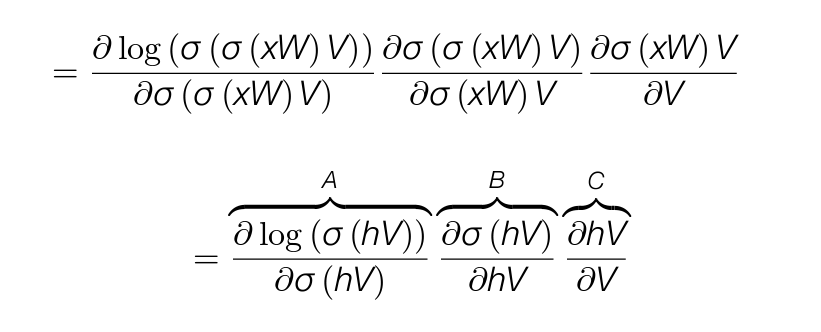 = ∂ log (σ (σ (xW) V)) / ∂σ (σ (xW) V) ∂σ (σ (xW) V) / ∂σ (xW) V ∂σ (xW) V / ∂V
A B C
= ∂ log (σ (hV)) / ∂σ (hV) ∂σ (hV) / ∂hV ∂hV / ∂V